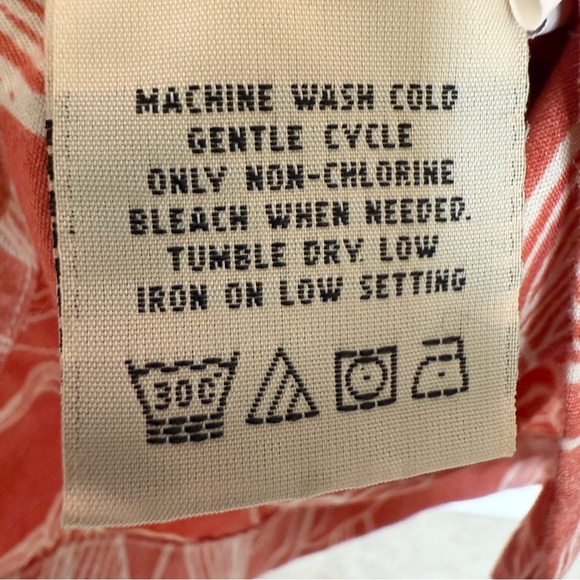 MACHINE WASH COLD
GENTLE CYCLE
ONLY NON-CHLORINE
BLEACH WHEN NEEDED.
TUMBLE DRY LOW
IRON ON LOW SETTING
30C